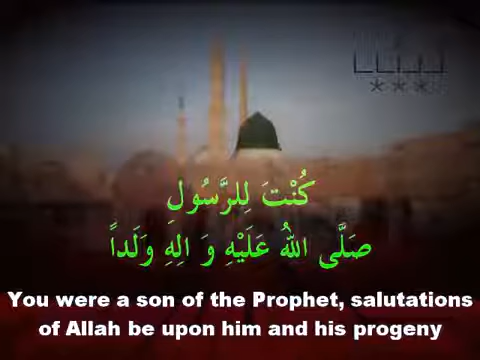 كُنْتَ لِلرَّسُولِ
صَلَّى اللهُ عَلَيْهِ وَ الِهِ وَلَداً
You were a son of the Prophet, salutations
of Allah be upon him and his progeny